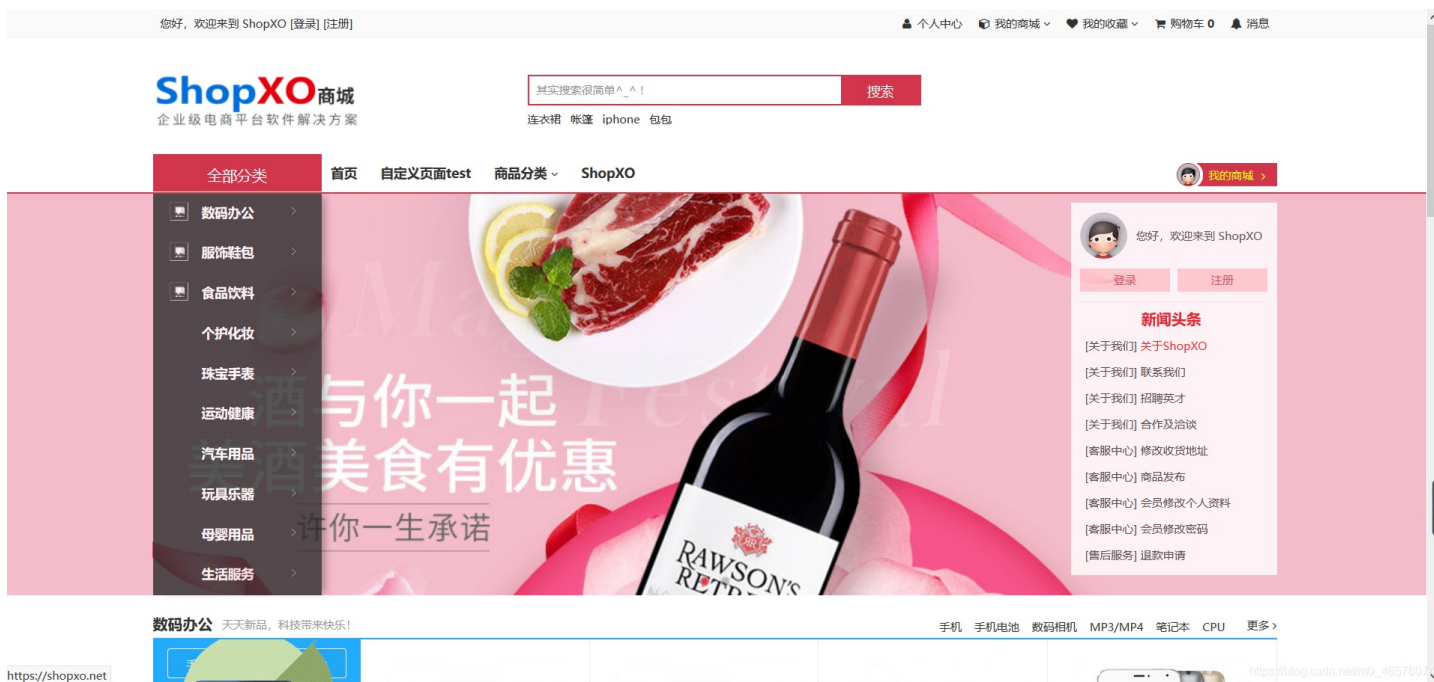 您好，欢迎来到 ShopXO [登录] [注册]
个人中心 我的商城 我的收藏 购物车 0 消息
ShopXO商城
企业级电商平台软件解决方案
其实搜索很简单^_^！ 搜索
连衣裙 帐篷 iphone 包包
全部分类 首页 自定义页面test 商品分类 ShopXO 我的商城
数码办公
服饰鞋包
食品饮料
个护化妆
珠宝手表
运动健康
汽车用品
玩具乐器
母婴用品
生活服务
Magic Festival
酒与你一起
美酒美食有优惠
许你一生承诺
RAWSON'S
RETREAT
您好，欢迎来到 ShopXO
登录 注册
新闻头条
[关于我们] 关于ShopXO
[关于我们] 联系我们
[关于我们] 招聘英才
[关于我们] 合作及洽谈
[客服中心] 修改收货地址
[客服中心] 商品发布
[客服中心] 会员修改个人资料
[客服中心] 会员修改密码
[售后服务] 退款申请
数码办公 天天新品，科技带来快乐！
手机 手机电池 数码相机 MP3/MP4 笔记本 CPU 更多
https://shopxo.net